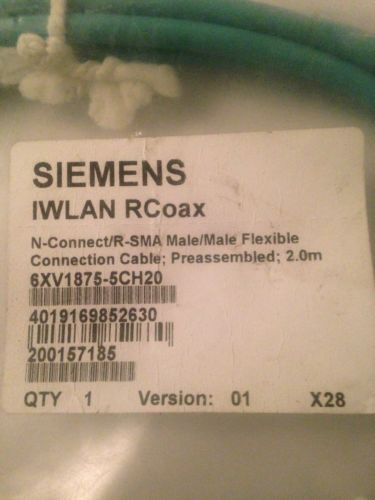 SIEMENS
IWLAN RCoax
N-Connect/R-SMA Male/Male Flexible
Connection Cable; Preassembled; 2.0m
6XV1875-5CH20
4019169852630
200157185
QTY 1 Version: 01 X28